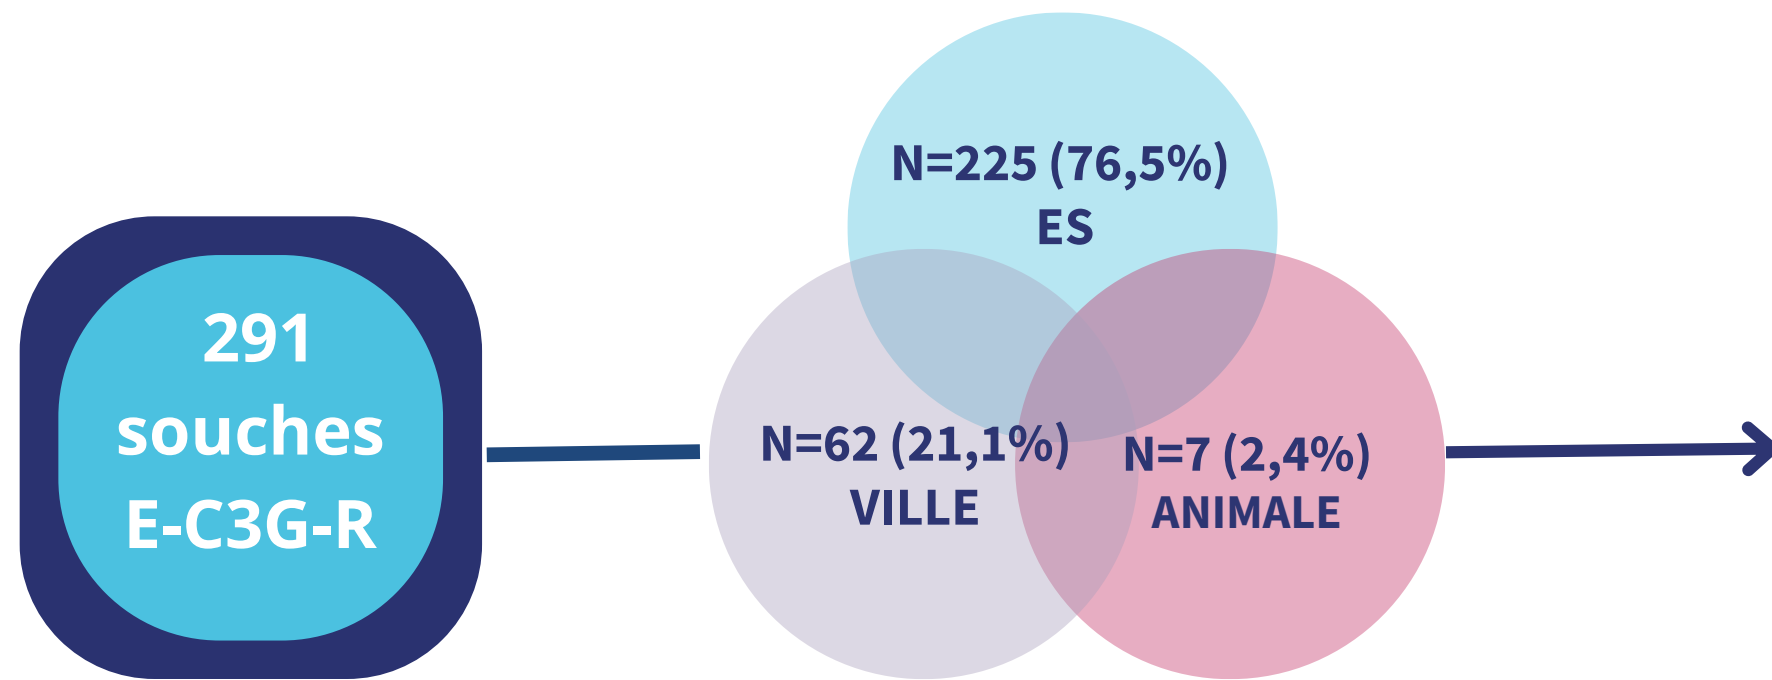 291
souches
E-C3G-R
N=225 (76,5%)
ES
N=62 (21,1%)
VILLE
N=7 (2,4%)
ANIMALE